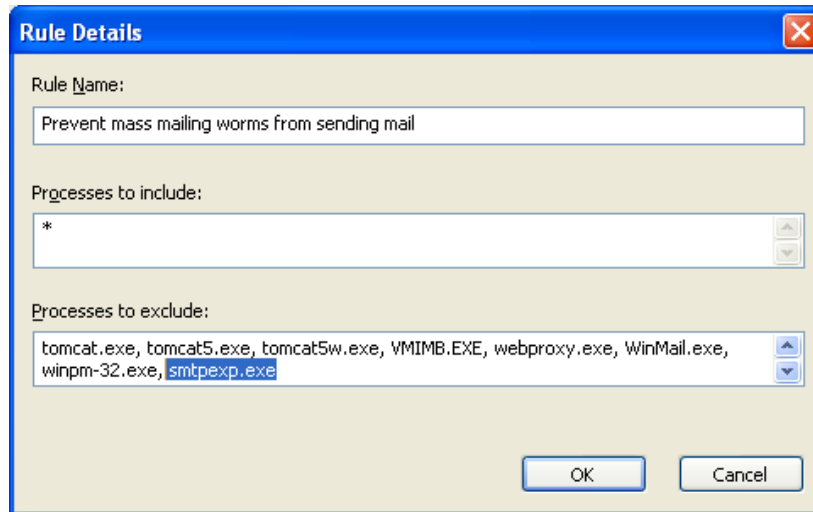 Rule Details
Rule Name:
Prevent mass mailing worms from sending mail
Processes to include:
*
Processes to exclude:
tomcat.exe, tomcat5.exe, tomcat5w.exe, VMIMB.EXE, webproxy.exe, WinMail.exe,
winpm-32.exe, smtpexp.exe
OK Cancel